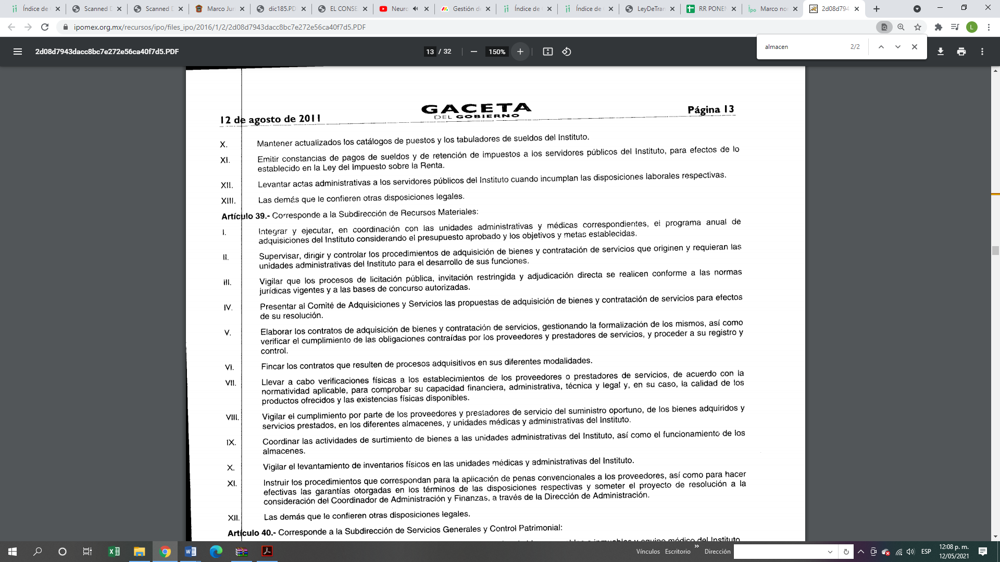 Índice de
Scanned D
Scanned D
Marco Juri
dic185.PD
EL CONSE
Neuro
Gestión de
Índice de
Índice de
LeyDeTran
RR PONEN
Marco nor
2d08d794
ipomex.org.mx/recursos/ipo/files_ipo/2016/1/2/2d08d7943dacc8bc7e272e56ca40f7d5.PDF
L
2d08d7943dacc8bc7e272e56ca40f7d5.PDF
13 / 32
150%
almacen
2/2
12 de agosto de 2011
GACETA
DEL GOBIERNO
Página 13
X. Mantener actualizados los catálogos de puestos y los tabuladores de sueldos del Instituto.
XI. Emitir constancias de pagos de sueldos y de retención de impuestos a los servidores públicos del Instituto, para efectos de lo
establecido en la Ley del Impuesto sobre la Renta.
XII. Levantar actas administrativas a los servidores públicos del Instituto cuando incumplan las disposiciones laborales respectivas.
XIII. Las demás que le confieren otras disposiciones legales.
Artículo 39.- Corresponde a la Subdirección de Recursos Materiales:
I. Integrar y ejecutar, en coordinación con las unidades administrativas y médicas correspondientes, el programa anual de
adquisiciones del Instituto considerando el presupuesto aprobado y los objetivos y metas establecidas.
II. Supervisar, dirigir y controlar los procedimientos de adquisición de bienes y contratación de servicios que originen y requieran las
unidades administrativas del Instituto para el desarrollo de sus funciones.
III. Vigilar que los procesos de licitación pública, invitación restringida y adjudicación directa se realicen conforme a las normas
jurídicas vigentes y a las bases de concurso autorizadas.
IV. Presentar al Comité de Adquisiciones y Servicios las propuestas de adquisición de bienes y contratación de servicios para efectos
de su resolución.
V. Elaborar los contratos de adquisición de bienes y contratación de servicios, gestionando la formalización de los mismos, así como
verificar el cumplimiento de las obligaciones contraídas por los proveedores y prestadores de servicios, y proceder a su registro y
control.
VI. Fincar los contratos que resulten de procesos adquisitivos en sus diferentes modalidades.
VII. Llevar a cabo verificaciones físicas a los establecimientos de los proveedores o prestadores de servicios, de acuerdo con la
normatividad aplicable, para comprobar su capacidad financiera, administrativa, técnica y legal y, en su caso, la calidad de los
productos ofrecidos y las existencias físicas disponibles.
VIII. Vigilar el cumplimiento por parte de los proveedores y prestadores de servicio del suministro oportuno, de los bienes adquiridos y
servicios prestados, en los diferentes almacenes, y unidades médicas y administrativas del Instituto.
IX. Coordinar las actividades de surtimiento de bienes a las unidades administrativas del Instituto, así como el funcionamiento de los
almacenes.
X. Vigilar el levantamiento de inventarios físicos en las unidades médicas y administrativas del Instituto.
XI. Instruir los procedimientos que correspondan para la aplicación de penas convencionales a los proveedores, así como para hacer
efectivas las garantías otorgadas en los términos de las disposiciones respectivas y someter el proyecto de resolución a la
consideración del Coordinador de Administración y Finanzas, a través de la Dirección de Administración.
XII. Las demás que le confieren otras disposiciones legales.
Artículo 40.- Corresponde a la Subdirección de Servicios Generales y Control Patrimonial:
Vínculos
Escritorio
Dirección
ESP
12:08 p. m.
12/05/2021